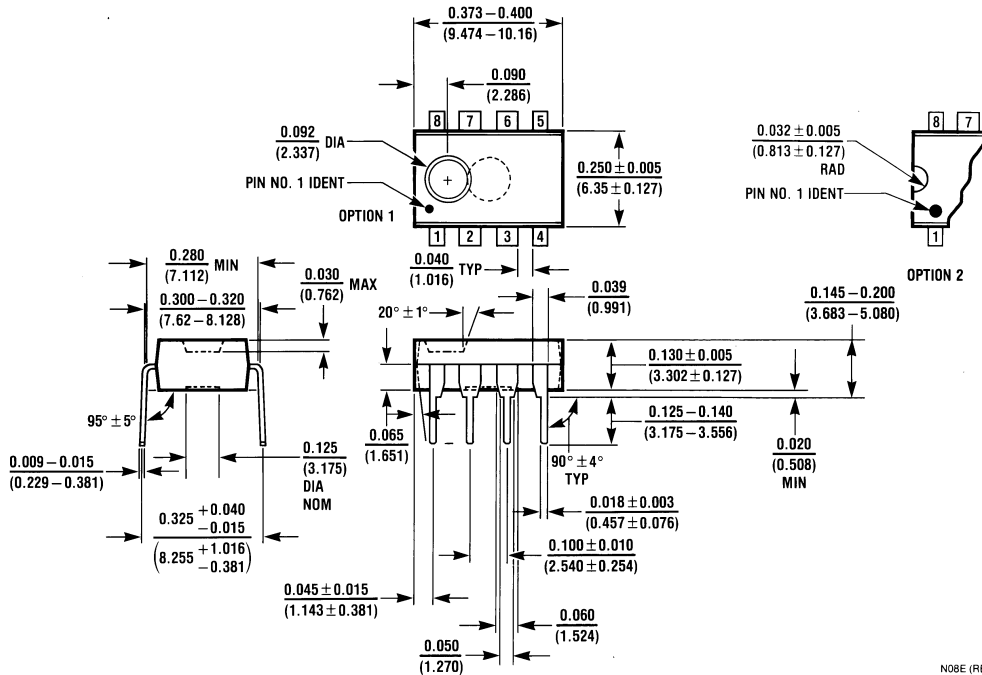 0.373 – 0.400
(9.474 – 10.16)
0.090
(2.286)
8 7 6 5
0.092 DIA
(2.337)
PIN NO. 1 IDENT
OPTION 1
1 2 3 4
0.250 ± 0.005
(6.35 ± 0.127)
0.032 ± 0.005
(0.813 ± 0.127)
RAD
PIN NO. 1 IDENT
8 7
1
OPTION 2
0.280 MIN
(7.112)
0.300 – 0.320
(7.62 – 8.128)
0.030 MAX
(0.762)
0.040 TYP
(1.016)
20° ± 1°
0.039
(0.991)
0.145 – 0.200
(3.683 – 5.080)
0.130 ± 0.005
(3.302 ± 0.127)
0.125 – 0.140
(3.175 – 3.556)
0.020
(0.508)
MIN
95° ± 5°
0.009 – 0.015
(0.229 – 0.381)
0.125
(3.175)
DIA
NOM
0.065
(1.651)
90° ± 4°
TYP
0.325 +0.040
–0.015
(8.255 +1.016
–0.381)
0.018 ± 0.003
(0.457 ± 0.076)
0.100 ± 0.010
(2.540 ± 0.254)
0.045 ± 0.015
(1.143 ± 0.381)
0.060
(1.524)
0.050
(1.270)
N08E (RE